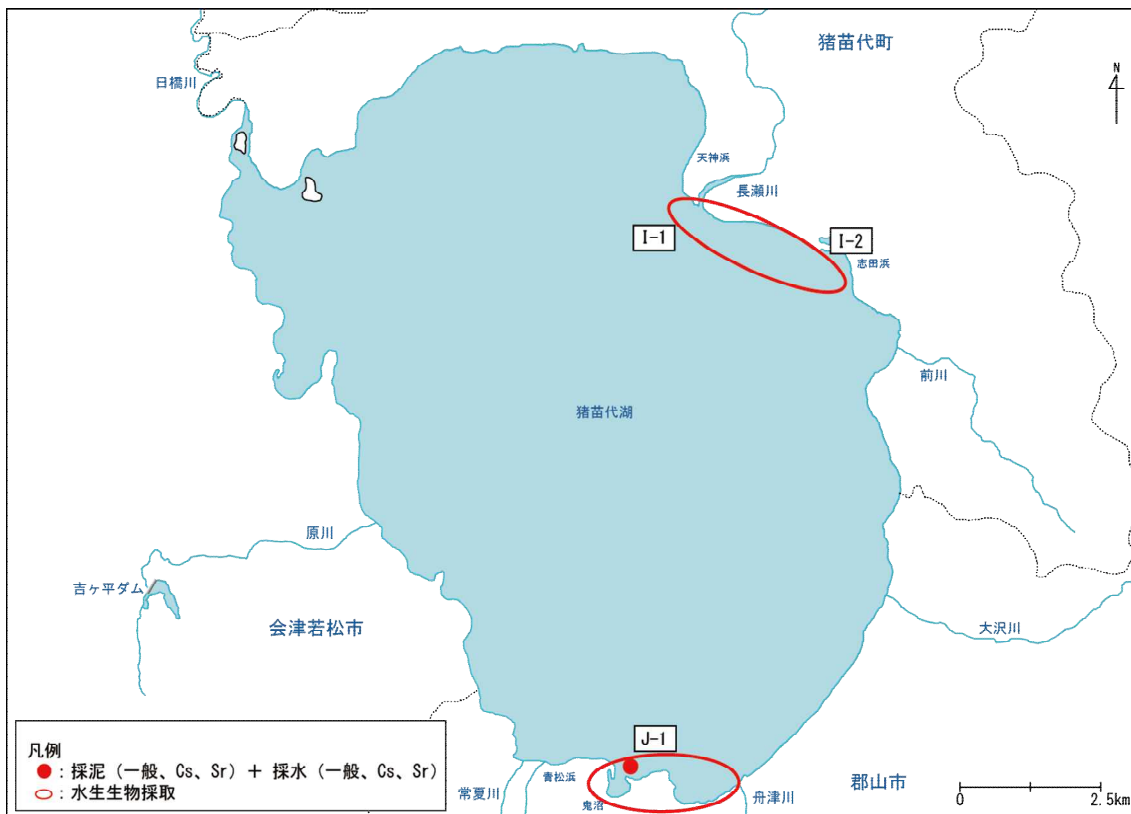 猪苗代町
日橋川
N
天神浜
長瀬川
I-1
I-2
志田浜
前川
猪苗代湖
原川
吉ヶ平ダム
会津若松市
大沢川
J-1
青松浜
常夏川
鬼沼
舟津川
郡山市
0
2.5km
凡例
: 採泥 (一般、Cs、Sr) + 採水 (一般、Cs、Sr)
: 水生生物採取